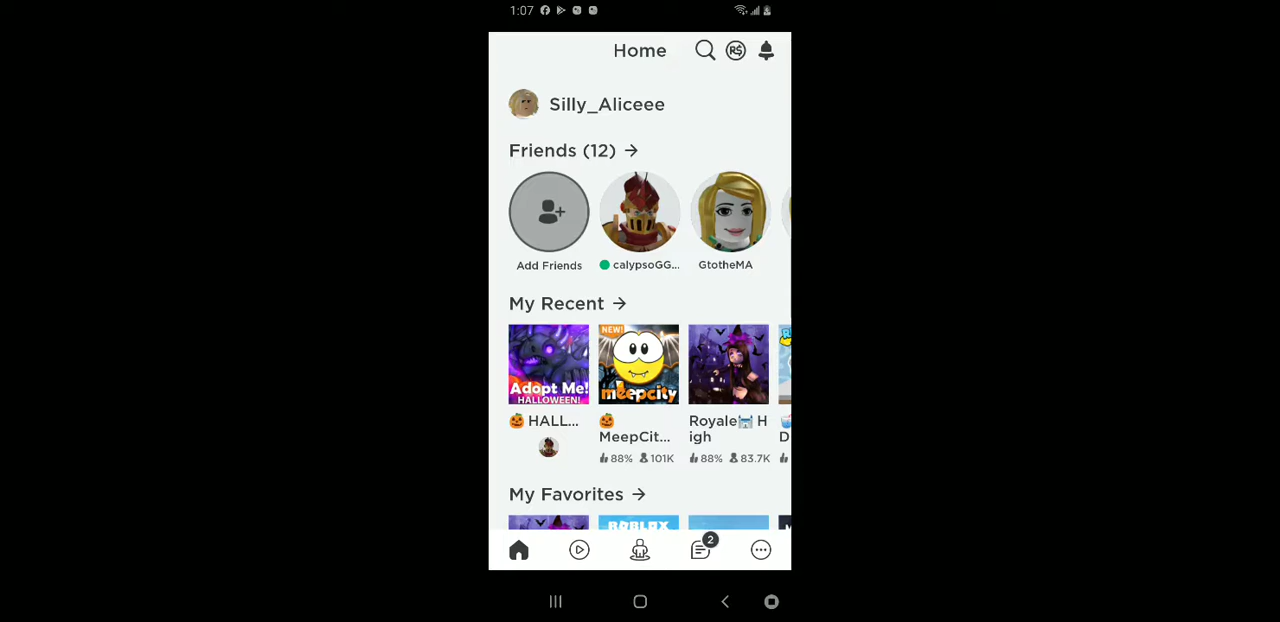 1:07
Home
R$
Silly_Aliceee
Friends (12)
Add Friends
calypsoGG...
GtotheMA
My Recent
Adopt Me!
HALLOWEEN!
NEW!
meepcity
🎃 HALL...
🎃
MeepCit...
88% 101K
Royale🏰 H
igh
88% 83.7K
D
My Favorites
ROBLOX
2